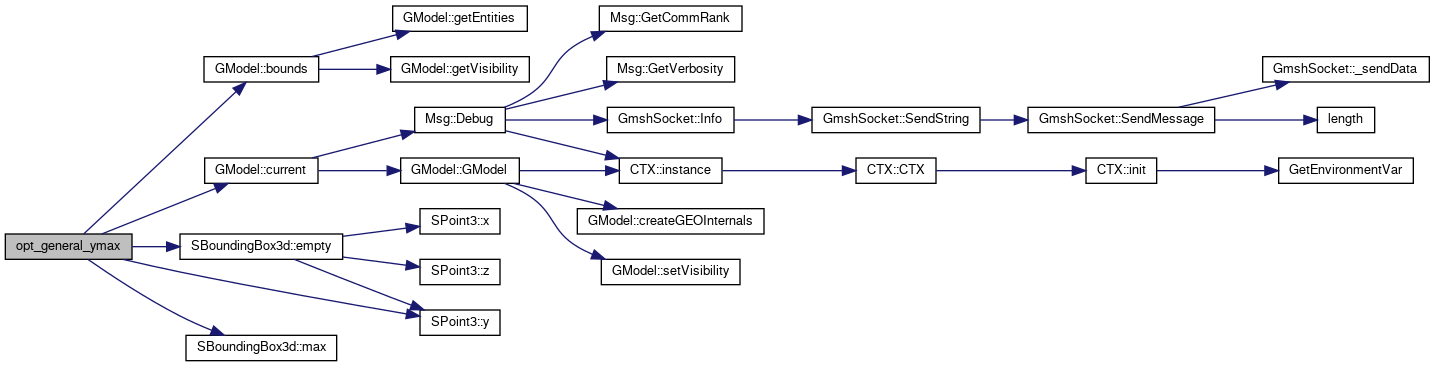 opt_general_ymax
GModel::bounds
GModel::getEntities
GModel::getVisibility
GModel::current
Msg::Debug
Msg::GetCommRank
Msg::GetVerbosity
GmshSocket::Info
GmshSocket::SendString
GmshSocket::SendMessage
GmshSocket::_sendData
length
GModel::GModel
CTX::instance
CTX::CTX
CTX::init
GetEnvironmentVar
GModel::createGEOInternals
GModel::setVisibility
SBoundingBox3d::empty
SPoint3::x
SPoint3::z
SPoint3::y
SBoundingBox3d::max